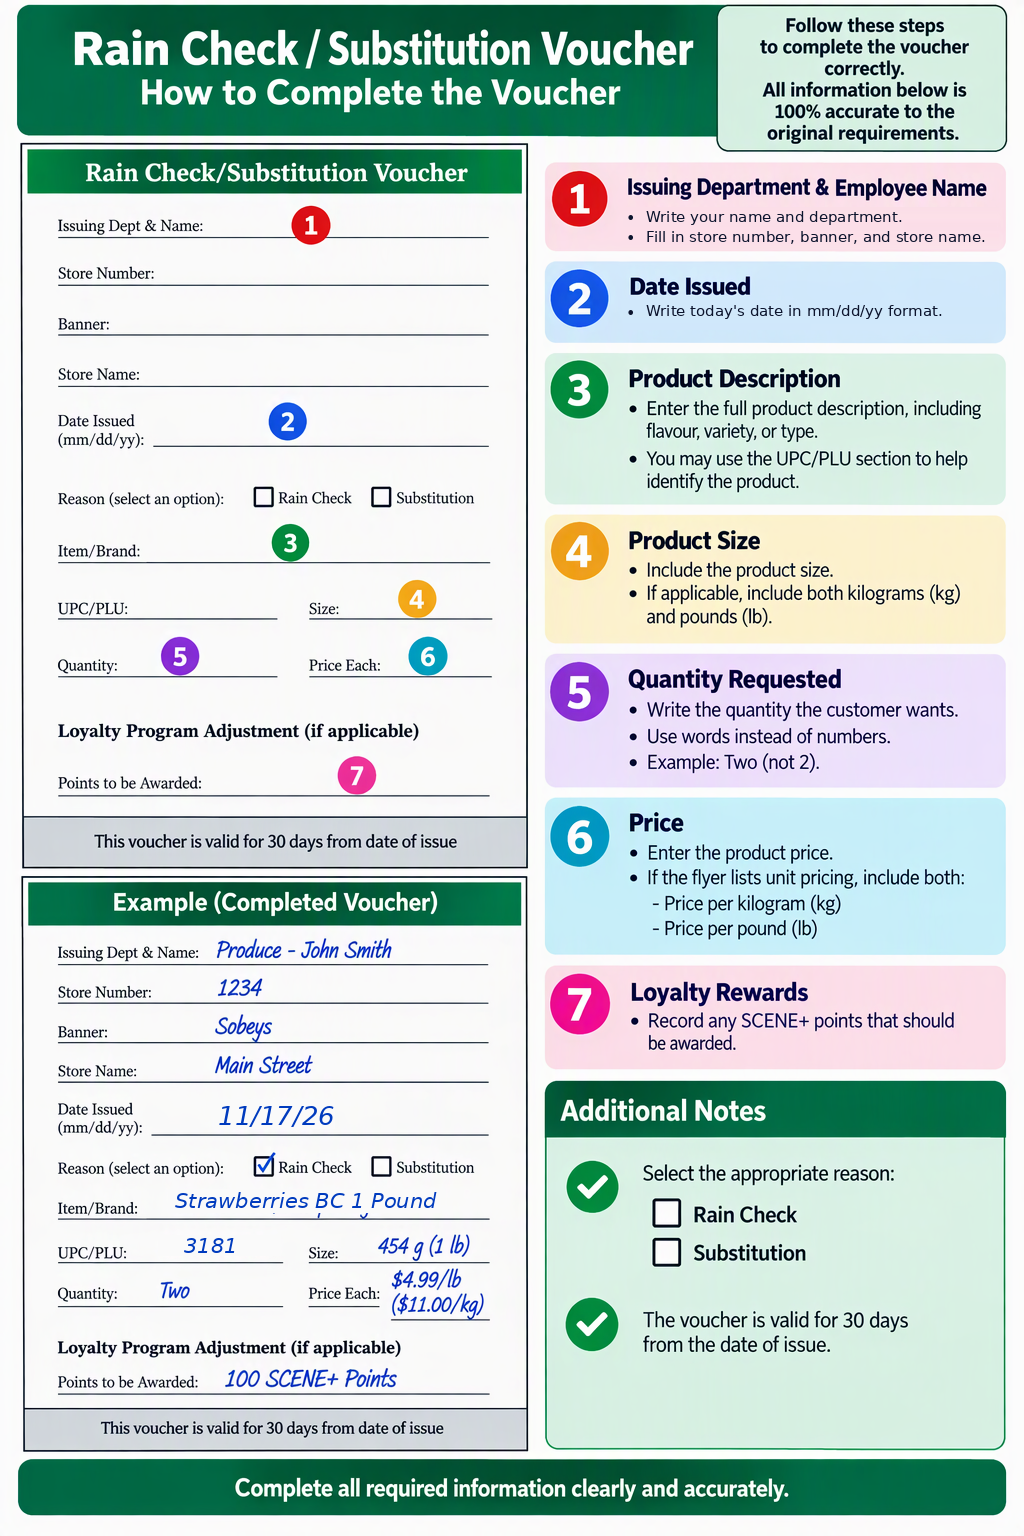 Rain Check / Substitution Voucher
How to Complete the Voucher
Follow these steps
to complete the voucher
correctly.
All information below is
100% accurate to the
original requirements.
Rain Check/Substitution Voucher
Issuing Dept & Name: 1
Store Number:
Banner:
Store Name:
Date Issued
(mm/dd/yy): 2
Reason (select an option): Rain Check Substitution
Item/Brand: 3
UPC/PLU: Size: 4
Quantity: 5 Price Each: 6
Loyalty Program Adjustment (if applicable)
Points to be Awarded: 7
This voucher is valid for 30 days from date of issue
Example (Completed Voucher)
Issuing Dept & Name: Produce - John Smith
Store Number: 1234
Banner: Sobeys
Store Name: Main Street
Date Issued
(mm/dd/yy): 11/17/26
Reason (select an option): Rain Check Substitution
Item/Brand: Strawberries BC 1 Pound
UPC/PLU: 3181 Size: 454 g (1 lb)
Quantity: Two Price Each: $4.99/lb
($11.00/kg)
Loyalty Program Adjustment (if applicable)
Points to be Awarded: 100 SCENE+ Points
This voucher is valid for 30 days from date of issue
1 Issuing Department & Employee Name
• Write your name and department.
• Fill in store number, banner, and store name.
2 Date Issued
• Write today's date in mm/dd/yy format.
3 Product Description
• Enter the full product description, including
flavour, variety, or type.
• You may use the UPC/PLU section to help
identify the product.
4 Product Size
• Include the product size.
• If applicable, include both kilograms (kg)
and pounds (lb).
5 Quantity Requested
• Write the quantity the customer wants.
• Use words instead of numbers.
• Example: Two (not 2).
6 Price
• Enter the product price.
• If the flyer lists unit pricing, include both:
- Price per kilogram (kg)
- Price per pound (lb)
7 Loyalty Rewards
• Record any SCENE+ points that should
be awarded.
Additional Notes
Select the appropriate reason:
Rain Check
Substitution
The voucher is valid for 30 days
from the date of issue.
Complete all required information clearly and accurately.